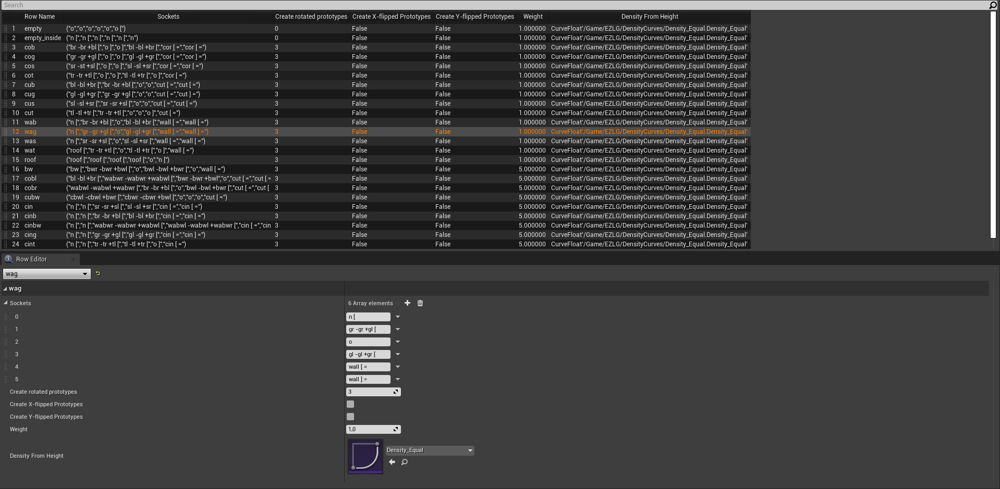 Search
Row Name Sockets Create rotated prototypes Create X-flipped Prototypes Create Y-flipped Prototypes Weight Density From Height
1 empty ("o","o","o","o","o","o [") 0 False False 1.000000 CurveFloat'/Game/EZLG/DensityCurves/Density_Equal.Density_Equal'
2 empty_inside ("n [","n [","n [","n [","n [","n") 0 False False 1.000000 CurveFloat'/Game/EZLG/DensityCurves/Density_Equal.Density_Equal'
3 cob ("br -br +bl [","o ]","o ]","bl -bl +br [","cor [ =","cor [ =") 3 False False 1.000000 CurveFloat'/Game/EZLG/DensityCurves/Density_Equal.Density_Equal'
4 cog ("gr -gr +gl [","o ]","o ]","gl -gl +gr [","cor [ =","cor ] =") 3 False False 1.000000 CurveFloat'/Game/EZLG/DensityCurves/Density_Equal.Density_Equal'
5 cos ("sr -st +sl [","o ]","o ]","sl -sl +sr [","cor [ =","cor [ =") 3 False False 1.000000 CurveFloat'/Game/EZLG/DensityCurves/Density_Equal.Density_Equal'
6 cot ("tr -tr +tl [","o ]","o ]","tl -tl +tr [","o ]","cor [ =") 3 False False 1.000000 CurveFloat'/Game/EZLG/DensityCurves/Density_Equal.Density_Equal'
7 cub ("bl -bl +br [","br -br +bl [","o","o","cut [ =","cut [ =") 3 False False 1.000000 CurveFloat'/Game/EZLG/DensityCurves/Density_Equal.Density_Equal'
8 cug ("gl -gl +gr [","gr -gr +gl [","o","o","cut [ =","cut ] =") 3 False False 1.000000 CurveFloat'/Game/EZLG/DensityCurves/Density_Equal.Density_Equal'
9 cus ("sl -sl +sr [","sr -sr +sl [","o","o","cut [ =","cut [ =") 3 False False 1.000000 CurveFloat'/Game/EZLG/DensityCurves/Density_Equal.Density_Equal'
10 cut ("tl -tl +tr [","tr -tr +tl [","o","o","o ]","cut [ =") 3 False False 1.000000 CurveFloat'/Game/EZLG/DensityCurves/Density_Equal.Density_Equal'
11 wab ("n [","br -br +bl [","o","bl -bl +br [","wall [ =","wall [ =") 3 False False 1.000000 CurveFloat'/Game/EZLG/DensityCurves/Density_Equal.Density_Equal'
12 wag ("n [","gr -gr +gl [","o","gl -gl +gr [","wall [ =","wall ] =") 3 False False 1.000000 CurveFloat'/Game/EZLG/DensityCurves/Density_Equal.Density_Equal'
13 was ("n [","sr -sr +sl [","o","sl -sl +sr [","wall [ =","wall [ =") 3 False False 1.000000 CurveFloat'/Game/EZLG/DensityCurves/Density_Equal.Density_Equal'
14 wat ("roof [","tr -tr +tl [","o","tl -tl +tr [","o ]","wall [ =") 3 False False 1.000000 CurveFloat'/Game/EZLG/DensityCurves/Density_Equal.Density_Equal'
15 roof ("roof [","roof [","roof [","roof [","o","n [") 3 False False 1.000000 CurveFloat'/Game/EZLG/DensityCurves/Density_Equal.Density_Equal'
16 bw ("bw [","bwr -bwr +bwl [","o","bwl -bwl +bwr [","o","wall [ =") 3 False False 5.000000 CurveFloat'/Game/EZLG/DensityCurves/Density_Equal.Density_Equal'
17 cobl ("bl -bl +br [","wabwr -wabwr +wabwl [","bwr -bwr +bwl","o","cut [ =","cut [ = 3 False False 5.000000 CurveFloat'/Game/EZLG/DensityCurves/Density_Equal.Density_Equal'
18 cobr ("wabwl -wabwl +wabwr [","br -br +bl [","o","bwl -bwl +bwr [","cut [ =","cut [ 3 False False 5.000000 CurveFloat'/Game/EZLG/DensityCurves/Density_Equal.Density_Equal'
19 cubw ("cbwl -cbwl +bwr [","cbwr -cbwr +bwl [","o","o","o","cut [ =") 3 False False 5.000000 CurveFloat'/Game/EZLG/DensityCurves/Density_Equal.Density_Equal'
20 cin ("n [","n [","sr -sr +sl [","sl -sl +sr [","cin [ =","cin [ =") 3 False False 5.000000 CurveFloat'/Game/EZLG/DensityCurves/Density_Equal.Density_Equal'
21 cinb ("n [","n [","br -br +bl [","bl -bl +br [","cin [ =","cin [ =") 3 False False 5.000000 CurveFloat'/Game/EZLG/DensityCurves/Density_Equal.Density_Equal'
22 cinbw ("n [","n [","wabwr -wabwr +wabwl [","wabwl -wabwl +wabwr [","cin [ =","cin 3 False False 5.000000 CurveFloat'/Game/EZLG/DensityCurves/Density_Equal.Density_Equal'
23 cing ("n [","n [","gr -gr +gl [","gl -gl +gr [","cin [ =","cin ] =") 3 False False 5.000000 CurveFloat'/Game/EZLG/DensityCurves/Density_Equal.Density_Equal'
24 cint ("n [","n [","tr -tr +tl [","tl -tl +tr [","o ]","cin [ =") 3 False False 5.000000 CurveFloat'/Game/EZLG/DensityCurves/Density_Equal.Density_Equal'
Row Editor
wag
wag
Sockets 6 Array elements
0 n [
1 gr -gr +gl [
2 o
3 gl -gl +gr [
4 wall [ =
5 wall ] =
Create rotated prototypes 3
Create X-flipped Prototypes
Create Y-flipped Prototypes
Weight 1,0
Density_Equal
Density From Height